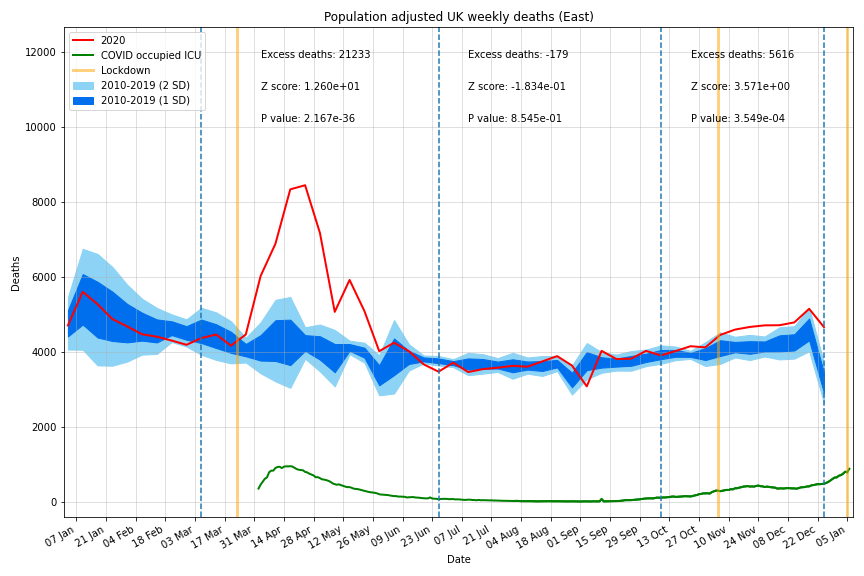 Population adjusted UK weekly deaths (East)
2020
COVID occupied ICU
Lockdown
2010-2019 (2 SD)
2010-2019 (1 SD)
Excess deaths: 21233
Z score: 1.260e+01
P value: 2.167e-36
Excess deaths: -179
Z score: -1.834e-01
P value: 8.545e-01
Excess deaths: 5616
Z score: 3.571e+00
P value: 3.549e-04
Deaths
12000
10000
8000
6000
4000
2000
0
07 Jan
21 Jan
04 Feb
18 Feb
03 Mar
17 Mar
31 Mar
14 Apr
28 Apr
12 May
26 May
09 Jun
23 Jun
07 Jul
21 Jul
04 Aug
18 Aug
01 Sep
15 Sep
29 Sep
13 Oct
27 Oct
10 Nov
24 Nov
08 Dec
22 Dec
05 Jan
Date